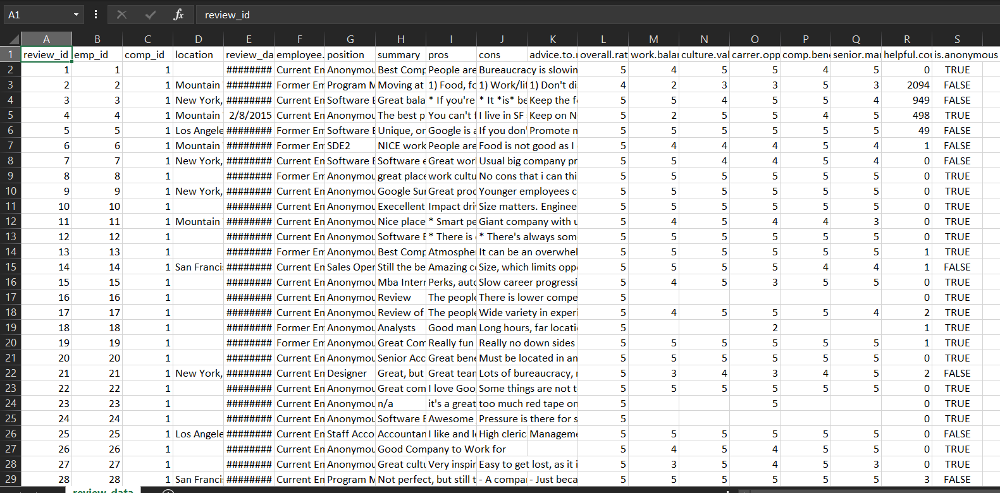 A1 fx review_id
A B C D E F G H I J K L M N O P Q R S
1 review_id emp_id comp_id location review_da employee. position summary pros cons advice.to.r overall.rat work.balar culture.val carrer.opp comp.bene senior.mar helpful.cou is.anonymous
2 1 1 1 ######## Current En Anonymou Best Comp People are Bureaucracy is slowin 5 4 5 5 4 5 0 TRUE
3 2 2 1 Mountain ######## Former Em Program M Moving at 1) Food, fo 1) Work/lif 1) Don't di 4 2 3 3 5 3 2094 FALSE
4 3 3 1 New York, ######## Current En Software E Great bala * If you're * It *is* be Keep the f 5 5 4 5 5 4 949 FALSE
5 4 4 1 Mountain 2/8/2015 Current En Anonymou The best p You can't f I live in SF Keep on N 5 2 5 5 4 5 498 TRUE
6 5 5 1 Los Angele ######## Former Em Software E Unique, or Google is a If you don' Promote m 5 5 5 5 5 5 49 FALSE
7 6 6 1 Mountain ######## Former Em SDE2 NICE work People are Food is not good as I 5 4 4 4 5 4 1 FALSE
8 7 7 1 New York, ######## Current En Software E Software e Great worl Usual big company pr 5 5 4 4 5 4 0 FALSE
9 8 8 1 ######## Former Em Anonymou great place work cultu No cons that i can thi 5 5 5 5 5 5 0 TRUE
10 9 9 1 New York, ######## Current En Anonymou Google Sur Great prod Younger employees c 5 5 5 5 5 5 0 TRUE
11 10 10 1 ######## Current En Anonymou Execellent Impact driv Size matters. Enginee 5 5 5 5 5 5 0 TRUE
12 11 11 1 Mountain ######## Current En Anonymou Nice place * Smart pe Giant company with u 5 4 5 4 4 3 0 TRUE
13 12 12 1 ######## Current En Anonymou Software E * There is * There's always som 5 5 5 5 5 5 0 TRUE
14 13 13 1 ######## Former Em Anonymou Best Comp Atmosphe It can be an overwhel 5 5 5 5 5 5 1 TRUE
15 14 14 1 San Francis ######## Current En Sales Oper Still the be Amazing co Size, which limits opp 5 5 5 5 4 4 1 FALSE
16 15 15 1 ######## Current En Anonymou Mba Interr Perks, auto Slow career progressi 5 4 5 3 5 5 0 TRUE
17 16 16 1 ######## Current En Anonymou Review The people There is lower compe 5 0 TRUE
18 17 17 1 ######## Current En Anonymou Review of The people Wide variety in experi 5 4 5 5 5 4 2 TRUE
19 18 18 1 ######## Former Em Anonymou Analysts Good man Long hours, far locati 5 2 1 TRUE
20 19 19 1 ######## Former Em Anonymou Great Com Really fun Really no down sides 5 5 5 5 5 5 1 TRUE
21 20 20 1 ######## Current En Anonymou Senior Acc Great bene Must be located in an 5 5 5 5 5 5 0 TRUE
22 21 21 1 New York, ######## Current En Designer Great, but Great team Lots of bureaucracy, 5 3 4 3 4 5 2 FALSE
23 22 22 1 ######## Current En Anonymou Great com I love Goo Some things are not t 5 5 5 5 5 5 0 TRUE
24 23 23 1 ######## Current En Anonymou n/a it's a great too much red tape on 5 5 0 TRUE
25 24 24 1 ######## Current En Anonymou Software E Awesome Pressure is there for s 5 0 TRUE
26 25 25 1 Los Angele ######## Current En Staff Acco Accountan I like and l High cleric Manageme 5 5 5 5 5 5 0 FALSE
27 26 26 1 ######## Current En Anonymou Good Company to Work for 5 4 5 4 5 5 0 TRUE
28 27 27 1 ######## Current En Anonymou Great cultu Very inspir Easy to get lost, as it i 5 3 5 4 5 3 0 TRUE
29 28 28 1 San Francis ######## Current En Program M Not perfect, but still t - A compa - Just beca 5 5 5 5 5 5 3 FALSE
review_data